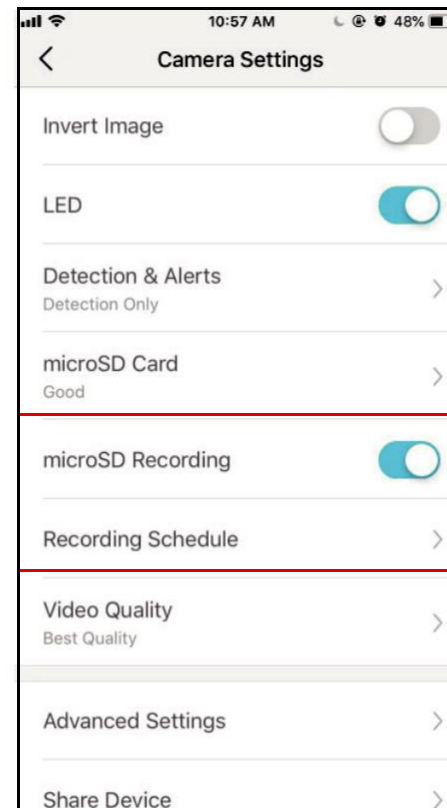 10:57 AM 48%
Camera Settings
Invert Image
LED
Detection & Alerts
Detection Only
microSD Card
Good
microSD Recording
Recording Schedule
Video Quality
Best Quality
Advanced Settings
Share Device